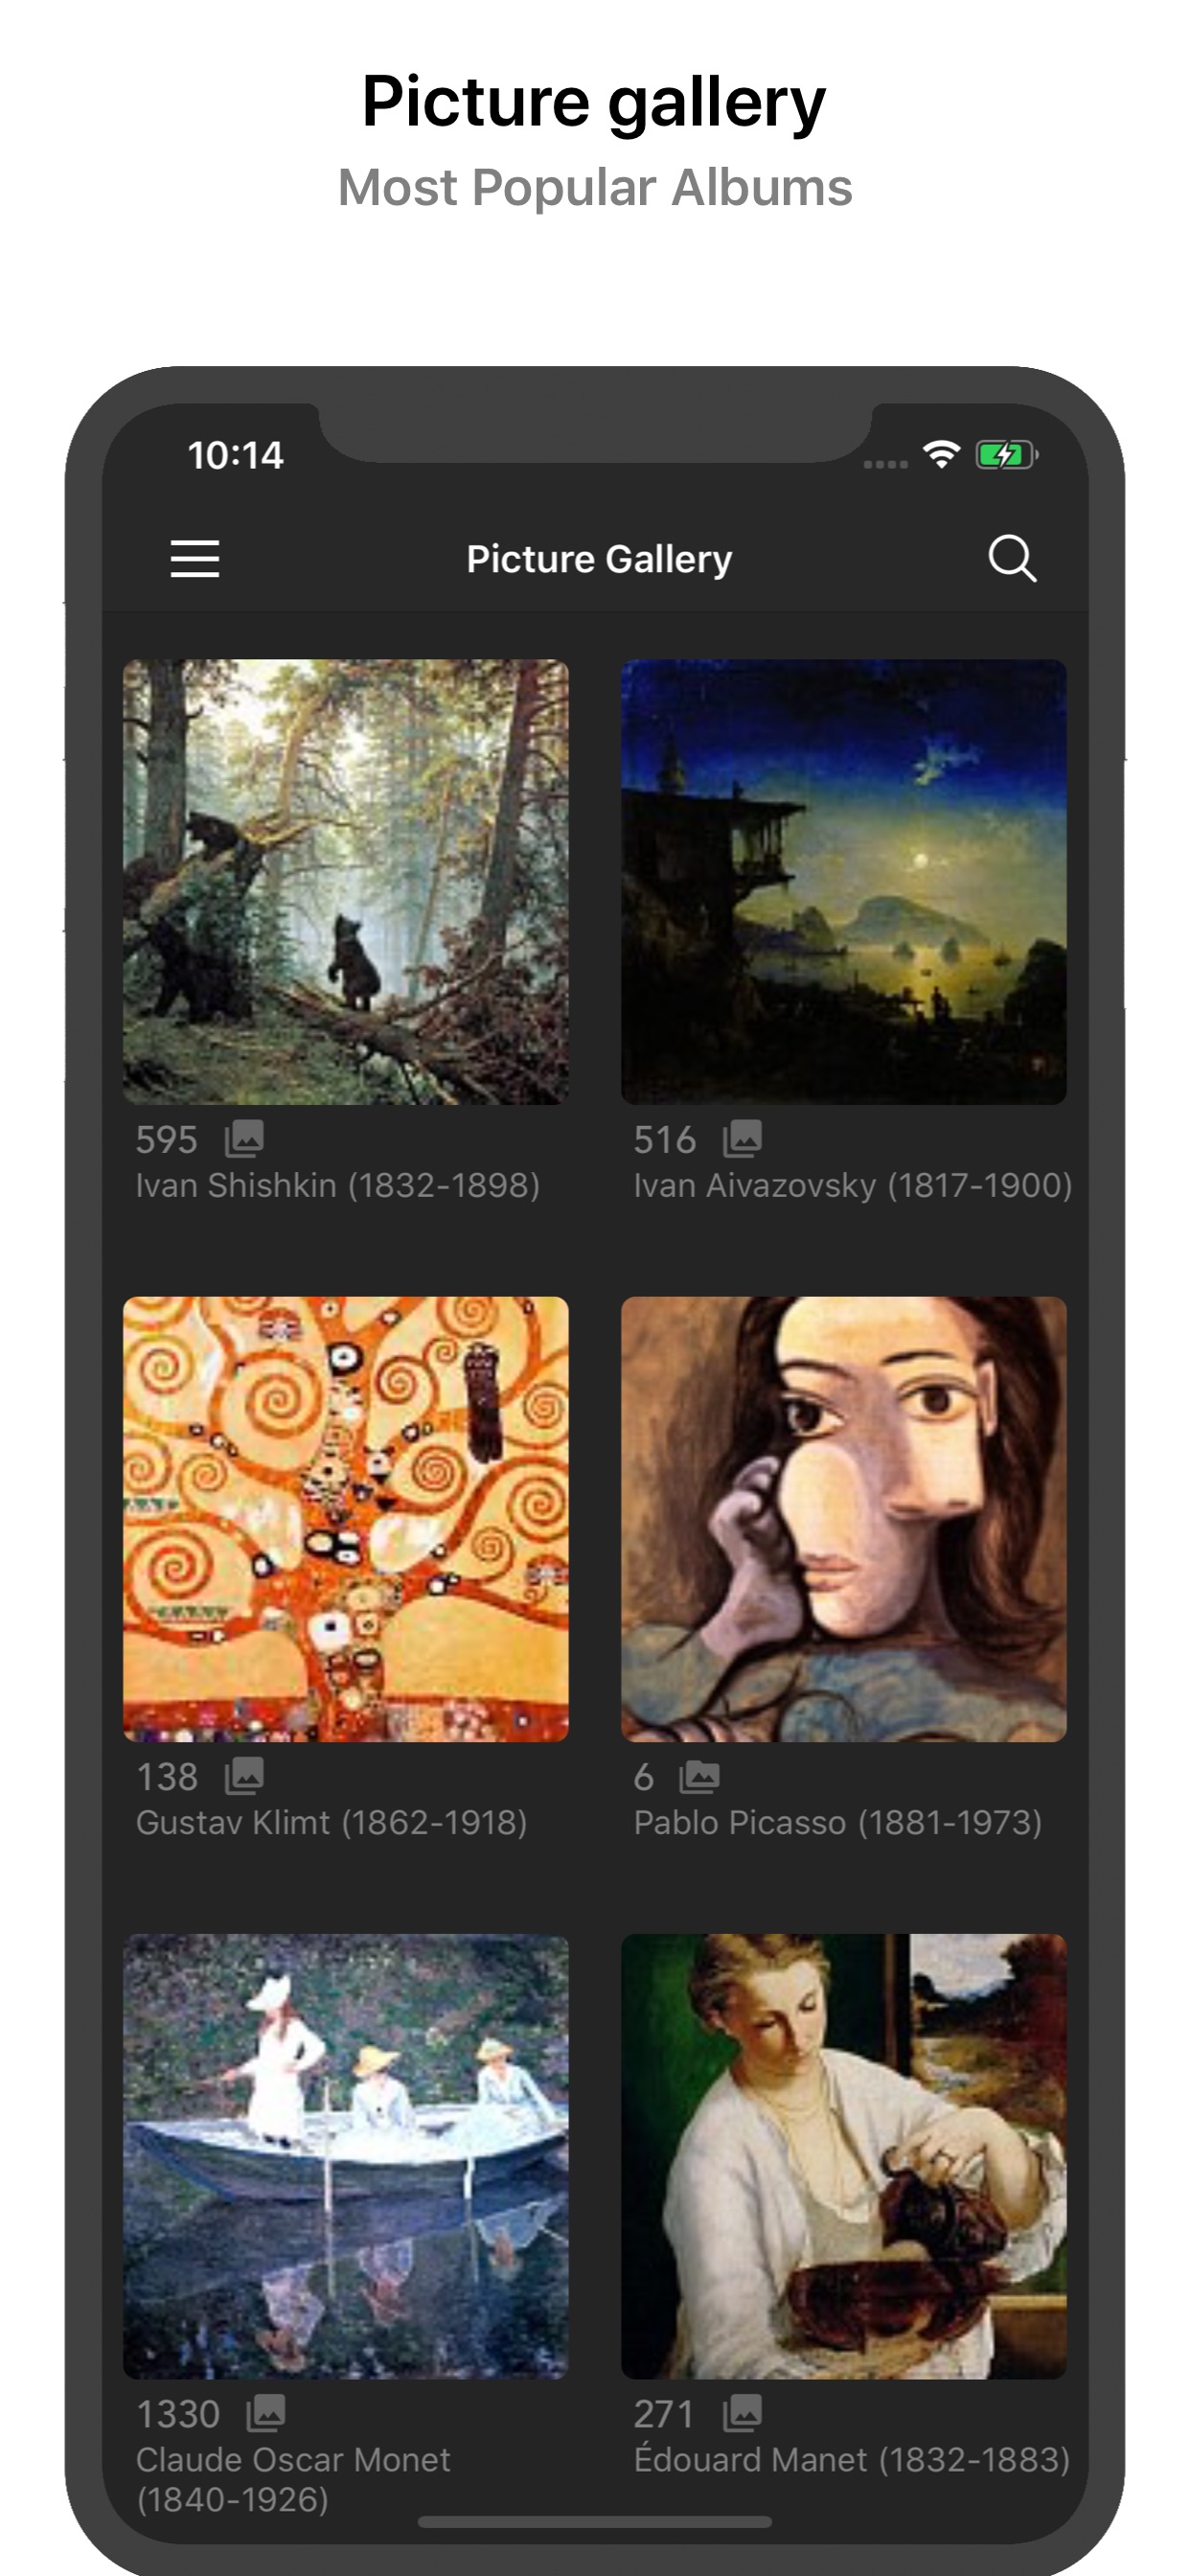 Picture gallery
Most Popular Albums
10:14
Picture Gallery
595
Ivan Shishkin (1832-1898)
516
Ivan Aivazovsky (1817-1900)
138
Gustav Klimt (1862-1918)
6
Pablo Picasso (1881-1973)
1330
Claude Oscar Monet
(1840-1926)
271
Édouard Manet (1832-1883)